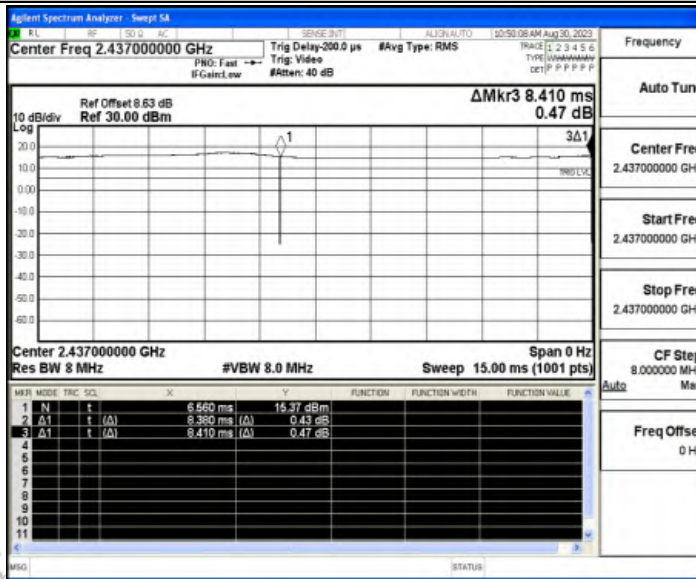 Agilent Spectrum Analyzer - Swept SA
RL RF 50 Ω AC SENSE:INT ALIGNAUTO 10:50:08 AM Aug 30, 2023
Center Freq 2.437000000 GHz
PNO: Fast
IFGain:Low
Trig Delay-200.0 µs
Trig: Video
#Atten: 40 dB
#Avg Type: RMS
TRACE 1 2 3 4 5 6
TYPE
DET P P P P P P
Frequency
Auto Tun
Center Fre
2.437000000 GH
Start Fre
2.437000000 GH
Stop Fre
2.437000000 GH
CF Step
8.000000 MH
Auto Ma
Freq Offse
0 H
ΔMkr3 8.410 ms
0.47 dB
Ref Offset 8.63 dB
10 dB/div Ref 30.00 dBm
Log
1
3Δ1
TRIG LVL
20.0
10.0
0.00
-10.0
-20.0
-30.0
-40.0
-50.0
-60.0
Center 2.437000000 GHz Span 0 Hz
Res BW 8 MHz #VBW 8.0 MHz Sweep 15.00 ms (1001 pts)
MKR MODE TRC SCL X Y FUNCTION FUNCTION WIDTH FUNCTION VALUE
1 N t 6.560 ms 15.37 dBm
2 Δ1 t (Δ) 8.380 ms (Δ) 0.43 dB
3 Δ1 t (Δ) 8.410 ms (Δ) 0.47 dB
4
5
6
7
8
9
10
11
MSG STATUS